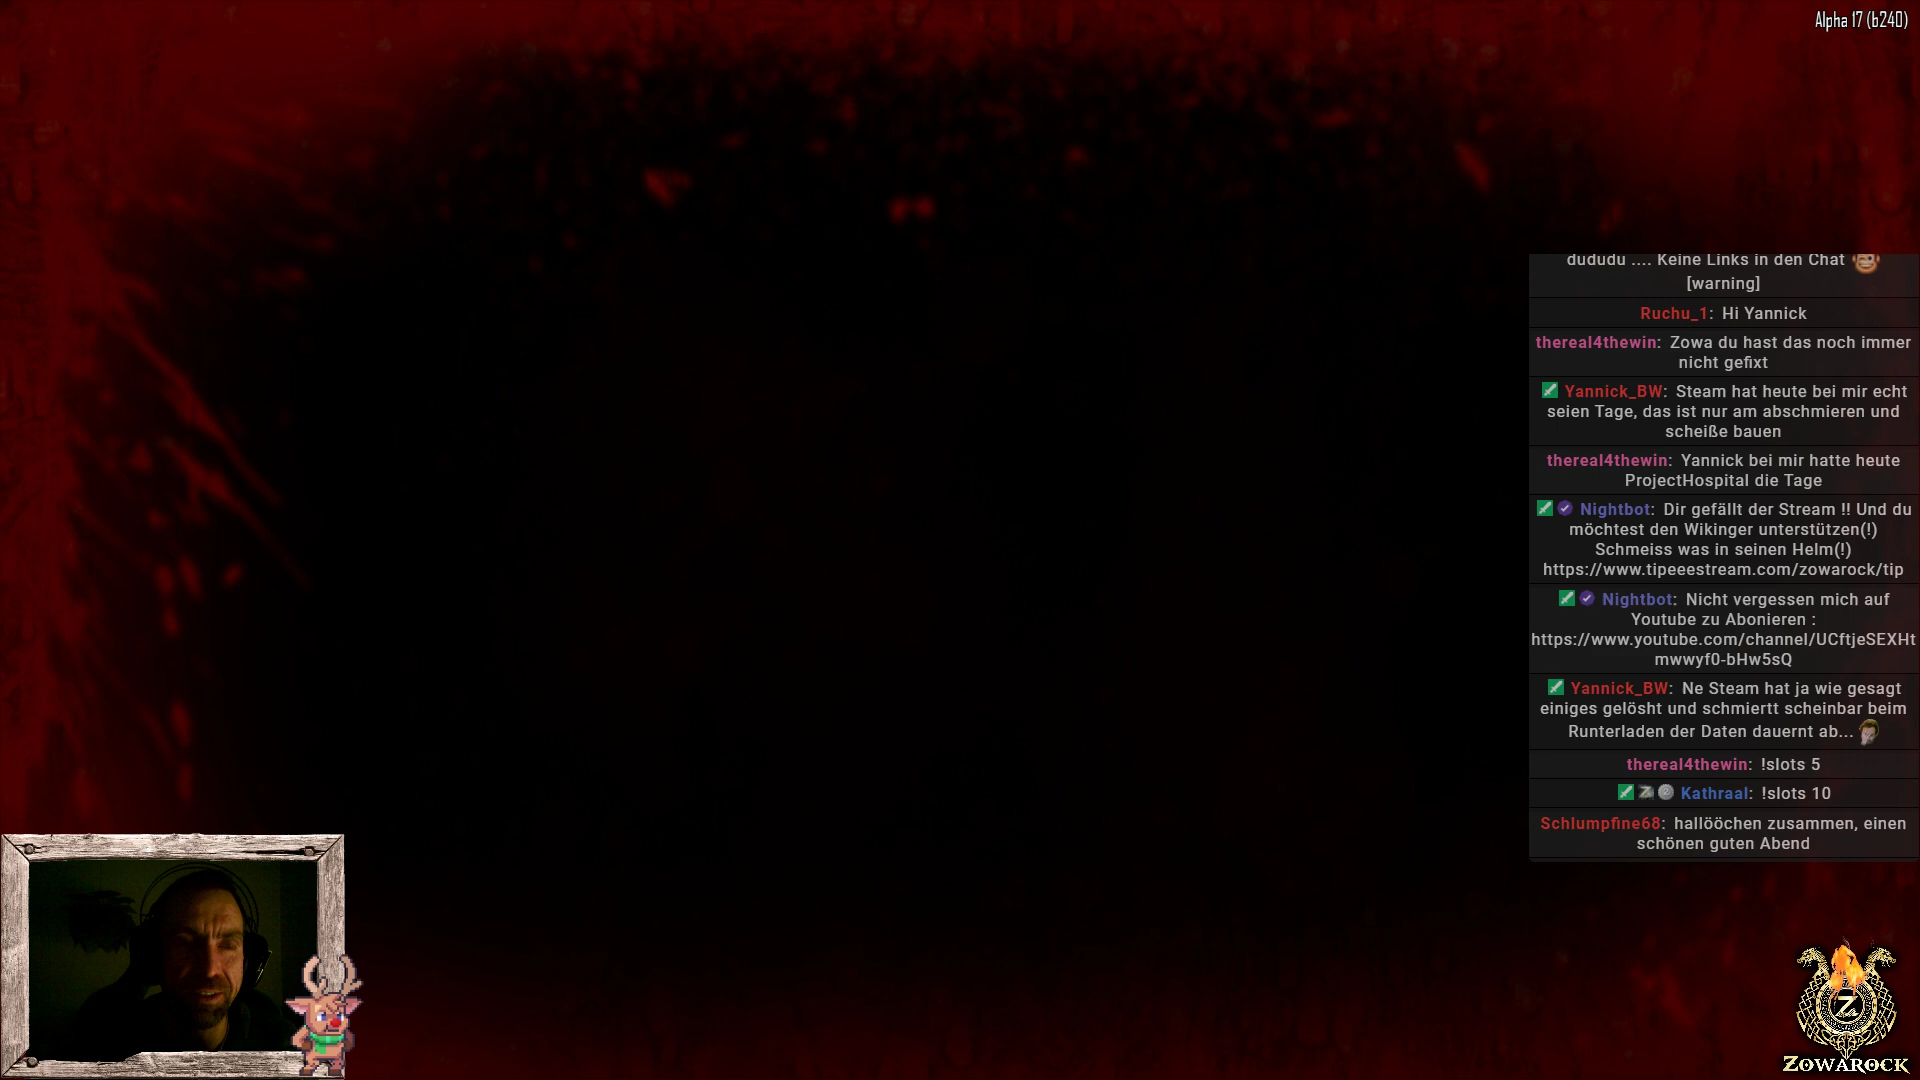 Alpha 17 (b240)
dududu .... Keine Links in den Chat
[warning]
Ruchu_1: Hi Yannick
thereal4thewin: Zowa du hast das noch immer
nicht gefixt
Yannick_BW: Steam hat heute bei mir echt
seien Tage, das ist nur am abschmieren und
scheiße bauen
thereal4thewin: Yannick bei mir hatte heute
ProjectHospital die Tage
Nightbot: Dir gefällt der Stream !! Und du
möchtest den Wikinger unterstützen(!)
Schmeiss was in seinen Helm(!)
https://www.tipeeestream.com/zowarock/tip
Nightbot: Nicht vergessen mich auf
Youtube zu Abonieren :
https://www.youtube.com/channel/UCftjeSEXHt
mwwyf0-bHw5sQ
Yannick_BW: Ne Steam hat ja wie gesagt
einiges gelösht und schmiertt scheinbar beim
Runterladen der Daten dauernt ab...
thereal4thewin: !slots 5
Kathraal: !slots 10
Schlumpfine68: hallööchen zusammen, einen
schönen guten Abend
Z
ZOWAROCK